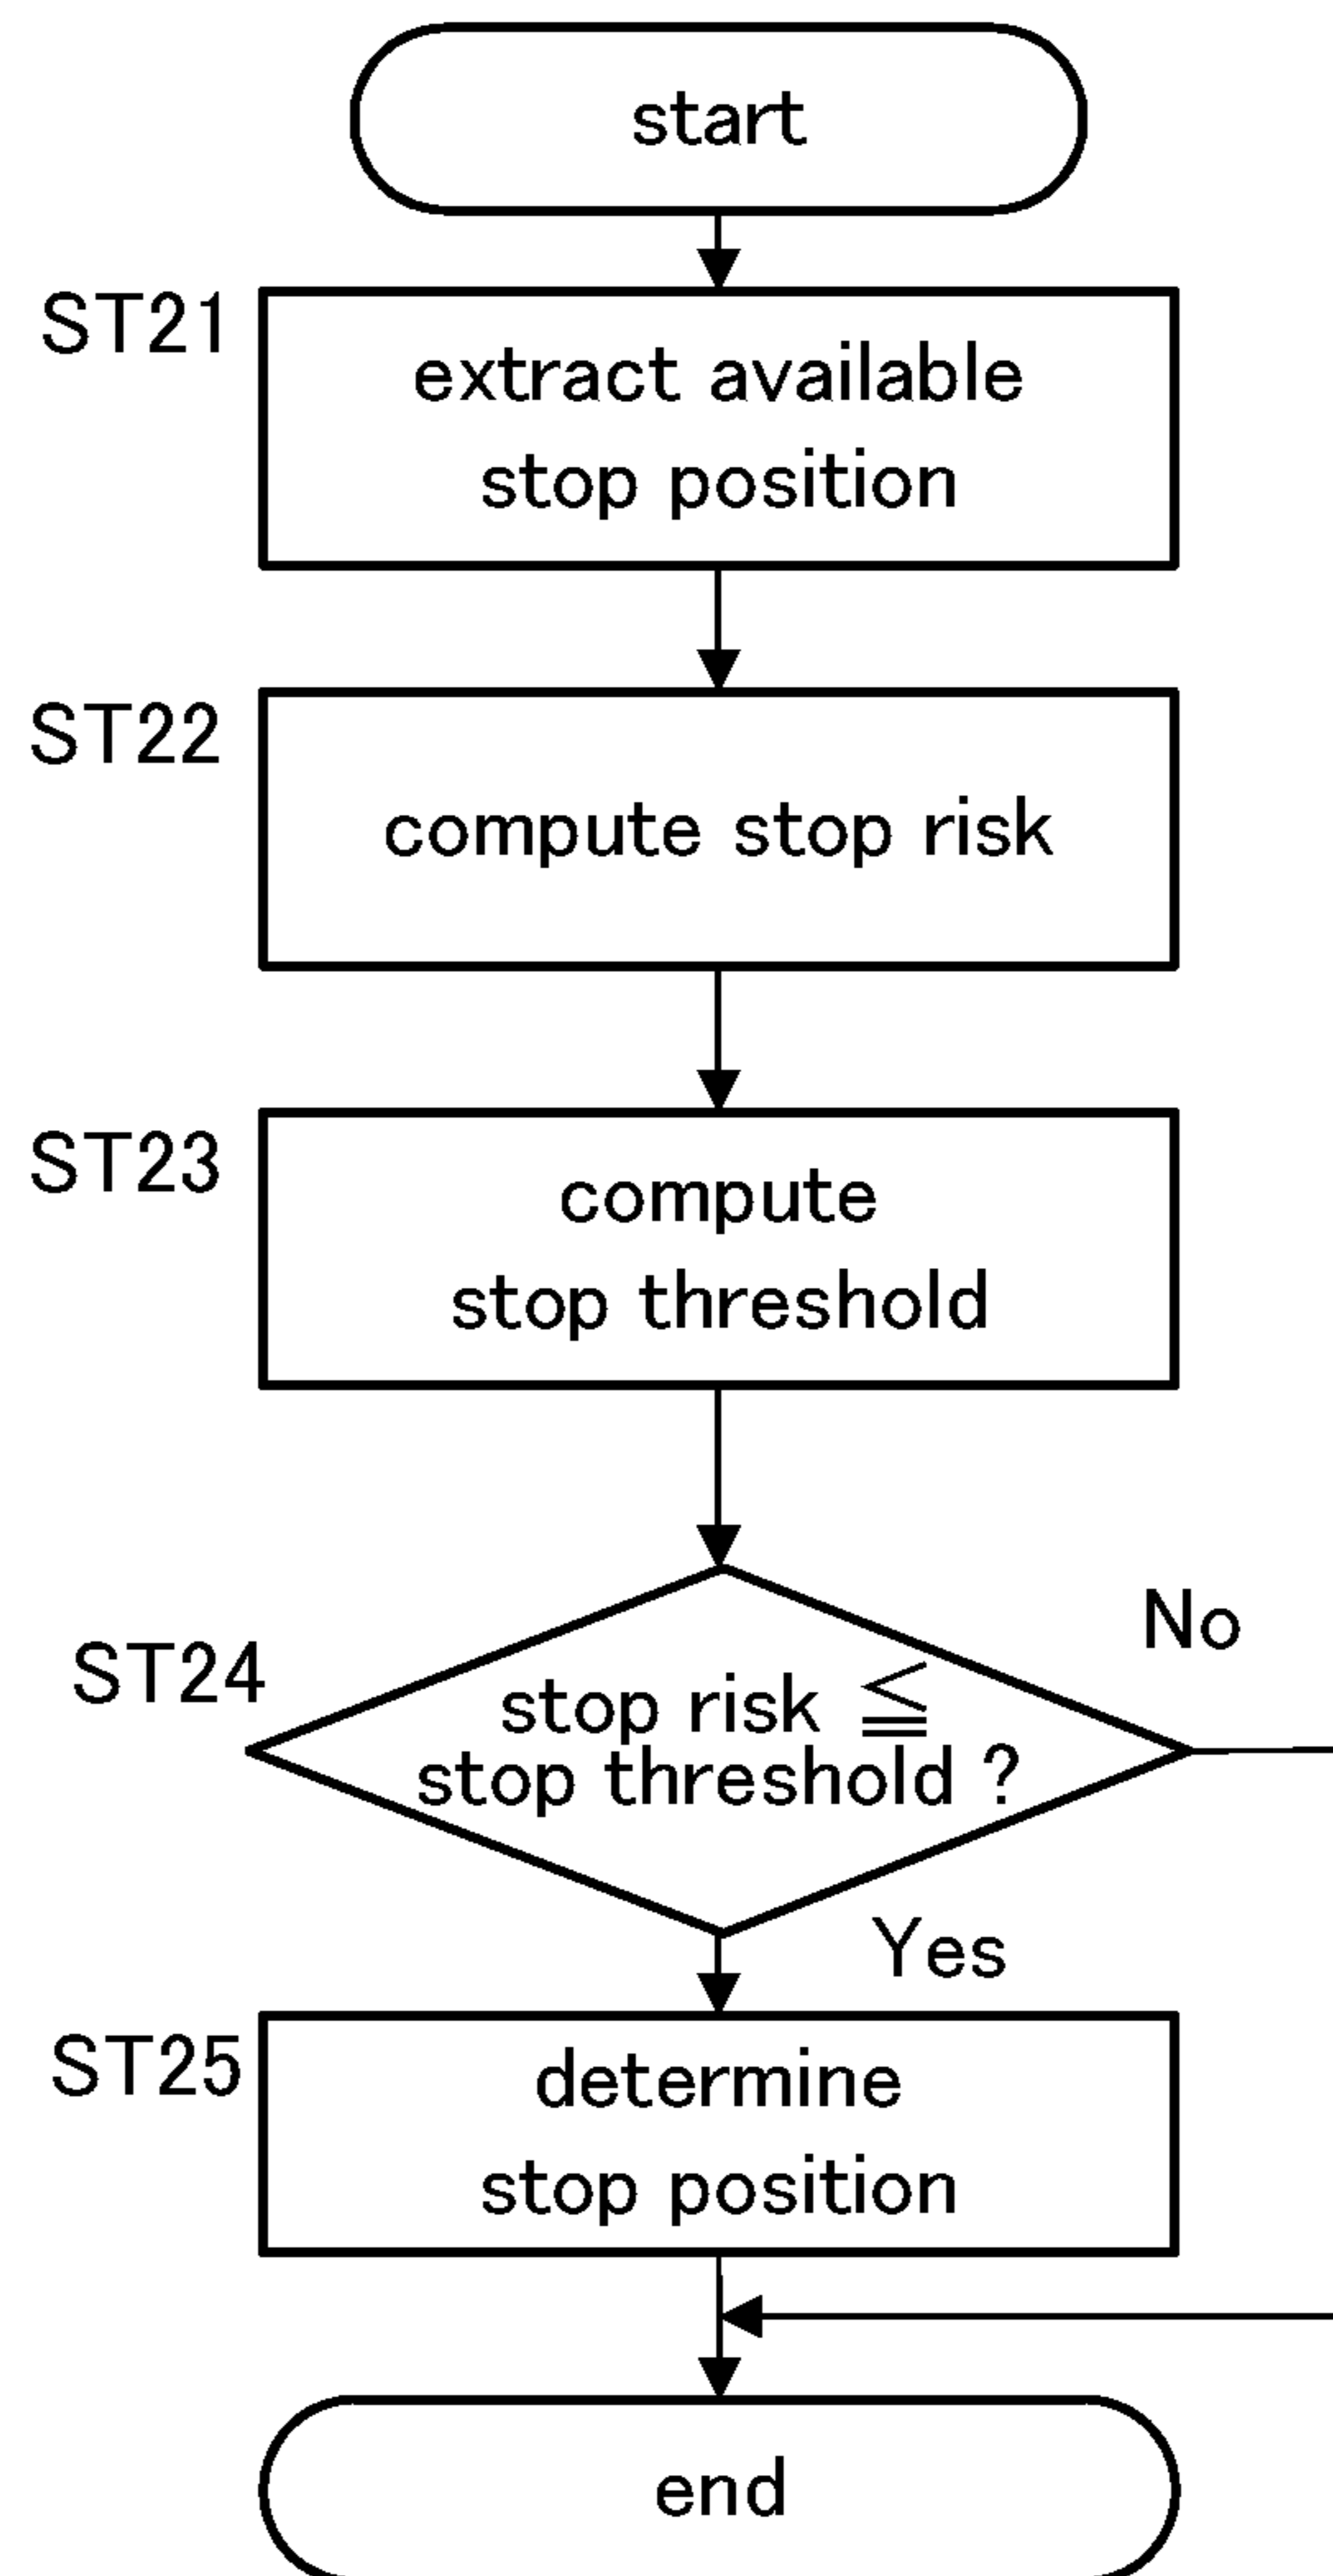 start
ST21
extract available
stop position
ST22
compute stop risk
ST23
compute
stop threshold
No
ST24
stop risk ≦
stop threshold ?
Yes
ST25
determine
stop position
end